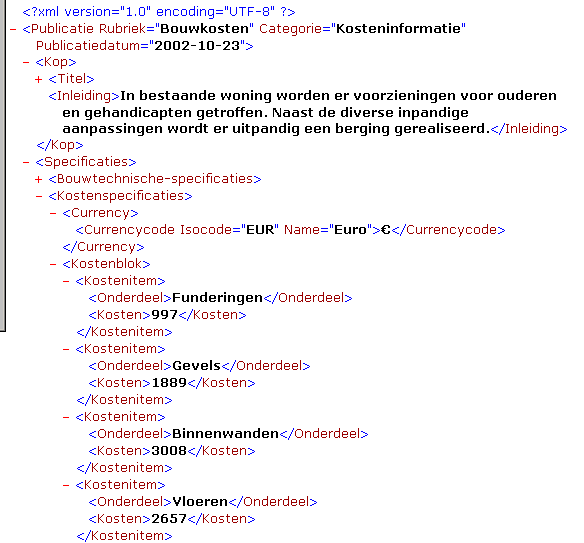 <?xml version="1.0" encoding="UTF-8" ?>
- <Publicatie Rubriek="Bouwkosten" Categorie="Kosteninformatie"
Publicatiedatum="2002-10-23">
- <Kop>
+ <Titel>
<Inleiding>In bestaande woning worden er voorzieningen voor ouderen
en gehandicapten getroffen. Naast de diverse inpandige
aanpassingen wordt er uitpandig een berging gerealiseerd.</Inleiding>
</Kop>
- <Specificaties>
+ <Bouwtechnische-specificaties>
- <Kostenspecificaties>
- <Currency>
<Currencycode Isocode="EUR" Name="Euro">€</Currencycode>
</Currency>
- <Kostenblok>
- <Kostenitem>
<Onderdeel>Funderingen</Onderdeel>
<Kosten>997</Kosten>
</Kostenitem>
- <Kostenitem>
<Onderdeel>Gevels</Onderdeel>
<Kosten>1889</Kosten>
</Kostenitem>
- <Kostenitem>
<Onderdeel>Binnenwanden</Onderdeel>
<Kosten>3008</Kosten>
</Kostenitem>
- <Kostenitem>
<Onderdeel>Vloeren</Onderdeel>
<Kosten>2657</Kosten>
</Kostenitem>